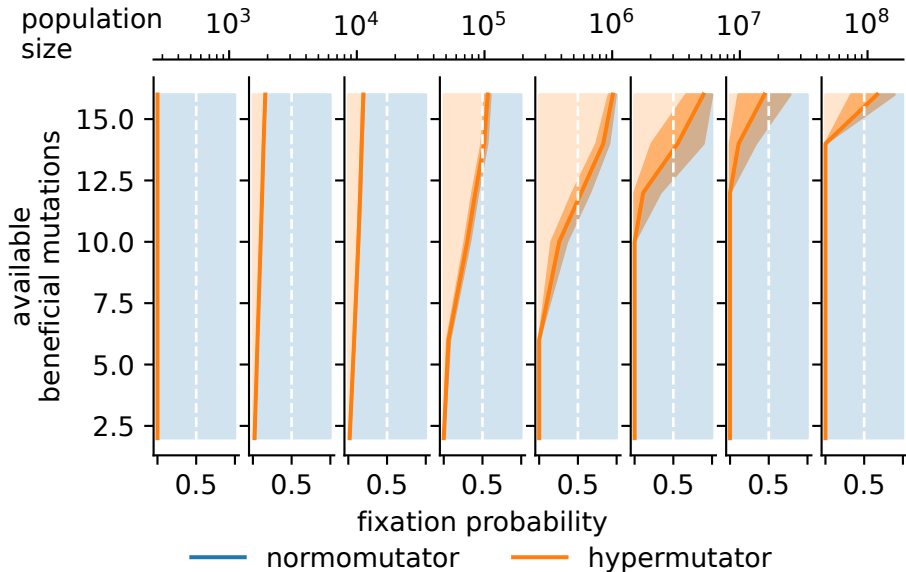 population size 10³ 10⁴ 10⁵ 10⁶ 10⁷ 10⁸
available beneficial mutations
15.0
12.5
10.0
7.5
5.0
2.5
0.5 0.5 0.5 0.5 0.5 0.5 0.5 0.5
fixation probability
normomutator hypermutator